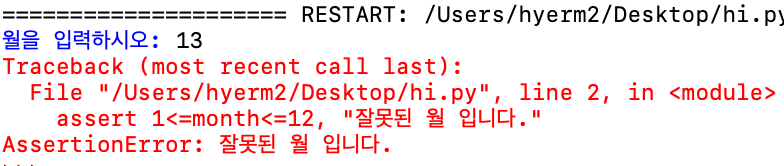 ==================== RESTART: /Users/hyerm2/Desktop/hi.py
월을 입력하시오: 13
Traceback (most recent call last):
  File "/Users/hyerm2/Desktop/hi.py", line 2, in <module>
    assert 1<=month<=12, "잘못된 월 입니다."
AssertionError: 잘못된 월 입니다.